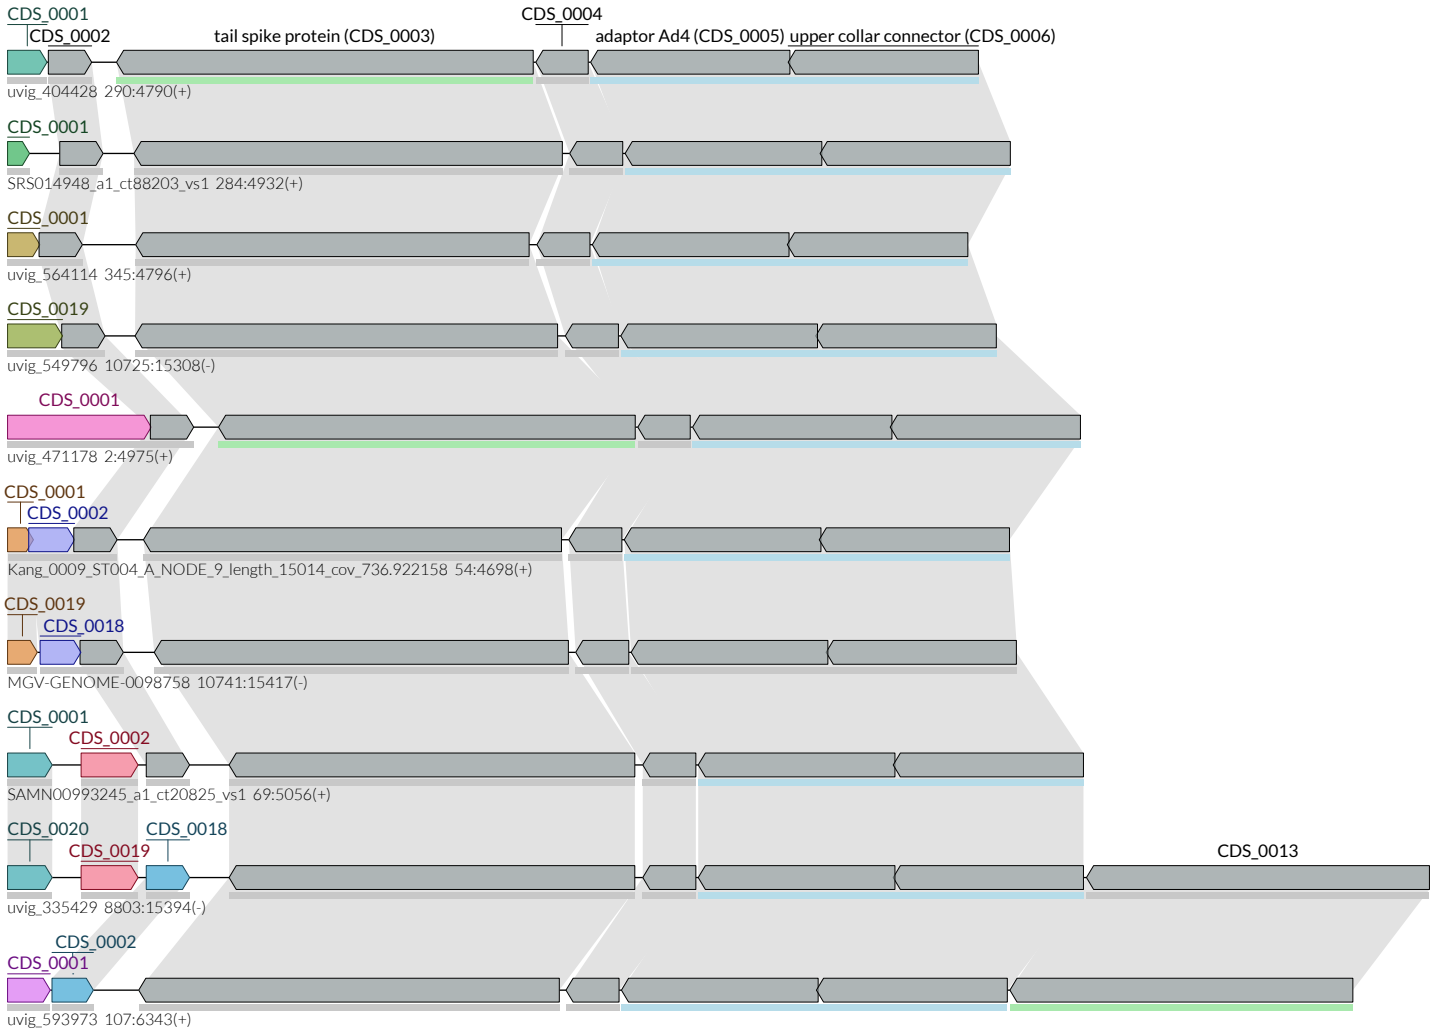 CDS_0001 CDS_0004
CDS_0002 tail spike protein (CDS_0003) adaptor Ad4 (CDS_0005) upper collar connector (CDS_0006)
uvig_404428 290:4790(+)
CDS_0001
SRS014948_a1_ct88203_vs1 284:4932(+)
CDS_0001
uvig_564114 345:4796(+)
CDS_0019
uvig_549796 10725:15308(-)
CDS_0001
uvig_471178 2:4975(+)
CDS_0001
CDS_0002
Kang_0009_ST004_A_NODE_9_length_15014_cov_736.922158 54:4698(+)
CDS_0019
CDS_0018
MGV-GENOME-0098758 10741:15417(-)
CDS_0001
CDS_0002
SAMN00993245_a1_ct20825_vs1 69:5056(+)
CDS_0020 CDS_0018
CDS_0019 CDS_0013
uvig_335429 8803:15394(-)
CDS_0002
CDS_0001
uvig_593973 107:6343(+)